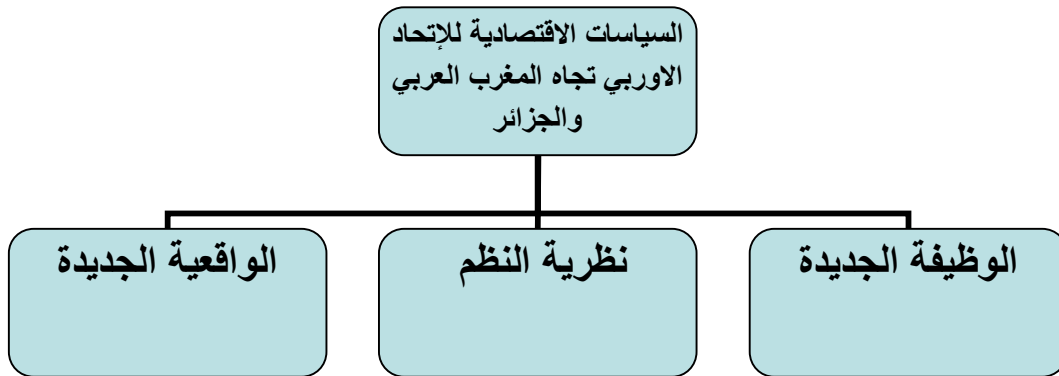 السياسات الاقتصادية للإتحاد
الاوربي تجاه المغرب العربي
والجزائر
الوظيفة الجديدة
نظرية النظم
الواقعية الجديدة